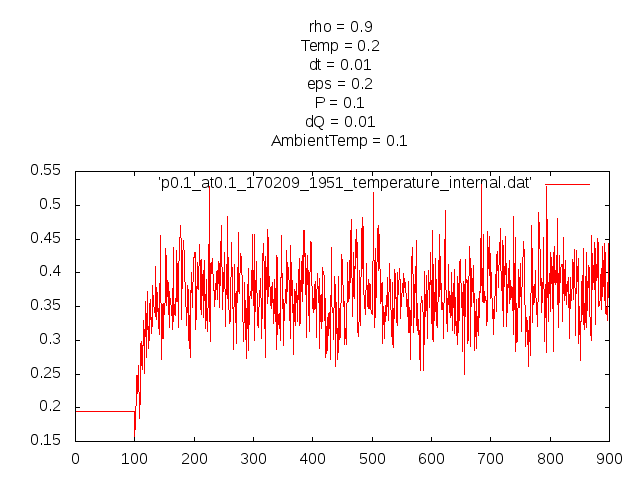 rho = 0.9
Temp = 0.2
dt = 0.01
eps = 0.2
P = 0.1
dQ = 0.01
AmbientTemp = 0.1
'p0.1_at0.1_170209_1951_temperature_internal.dat'
0.55
0.5
0.45
0.4
0.35
0.3
0.25
0.2
0.15
0 100 200 300 400 500 600 700 800 900